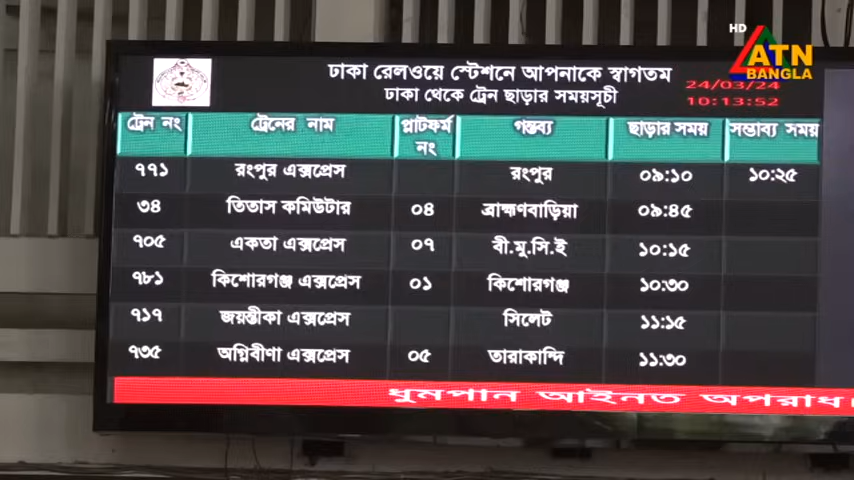 HD
ATN
BANGLA
ঢাকা রেলওয়ে স্টেশনে আপনাকে স্বাগতম
ঢাকা থেকে ট্রেন ছাড়ার সময়সূচী
24/03/24
10:13:52
ট্রেন নং ট্রেনের নাম প্লাটফর্ম নং গন্তব্য ছাড়ার সময় সম্ভাব্য সময়
৭৭১ রংপুর এক্সপ্রেস রংপুর ০৯:১০ ১০:২৫
৩৪ তিতাস কমিউটার ০৪ ব্রাহ্মণবাড়িয়া ০৯:৪৫
৭০৫ একতা এক্সপ্রেস ০৭ বী.মু.সি.ই ১০:১৫
৭৮১ কিশোরগঞ্জ এক্সপ্রেস ০১ কিশোরগঞ্জ ১০:৩০
৭১৭ জয়ন্তীকা এক্সপ্রেস সিলেট ১১:১৫
৭৩৫ অগ্নিবীণা এক্সপ্রেস ০৫ তারাকান্দি ১১:৩০
ধুমপান আইনত অপরাধ